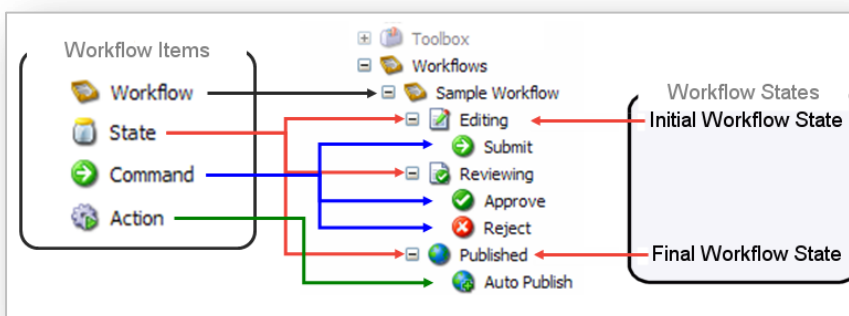 Workflow Items
Workflow
State
Command
Action
Toolbox
Workflows
Sample Workflow
Editing
Submit
Reviewing
Approve
Reject
Published
Auto Publish
Workflow States
Initial Workflow State
Final Workflow State